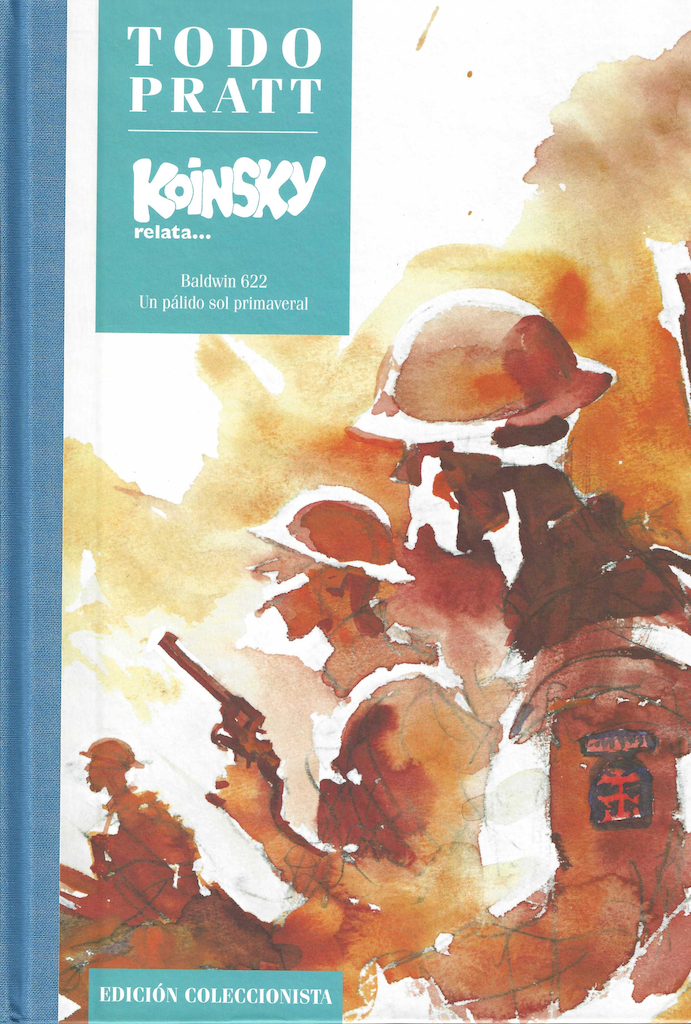 TODO
PRATT
KOiNSKY
relata...
Baldwin 622
Un pálido sol primaveral
EDICIÓN COLECCIONISTA